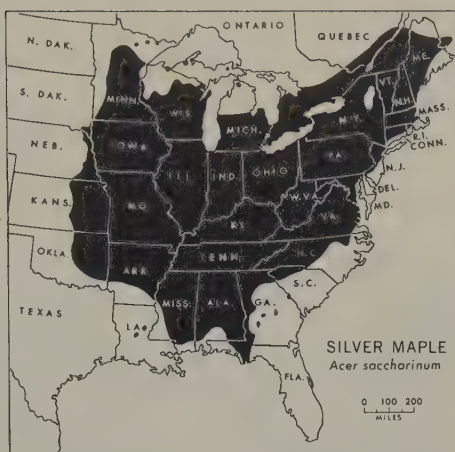 ONTARIO
QUEBEC
N. DAK.
ME.
MINN.
VT.
S. DAK.
WIS.
N.H.
MICH.
N.Y.
MASS.
R.I.
CONN.
NEB.
IOWA
PA.
N.J.
ILL.
IND.
OHIO
DEL.
MD.
W.VA.
KANS.
MO.
VA.
KY.
OKLA.
TENN.
N.C.
ARK.
S.C.
MISS.
ALA.
GA.
TEXAS
LA.
SILVER MAPLE
Acer saccharinum
FLA.
0 100 200
MILES